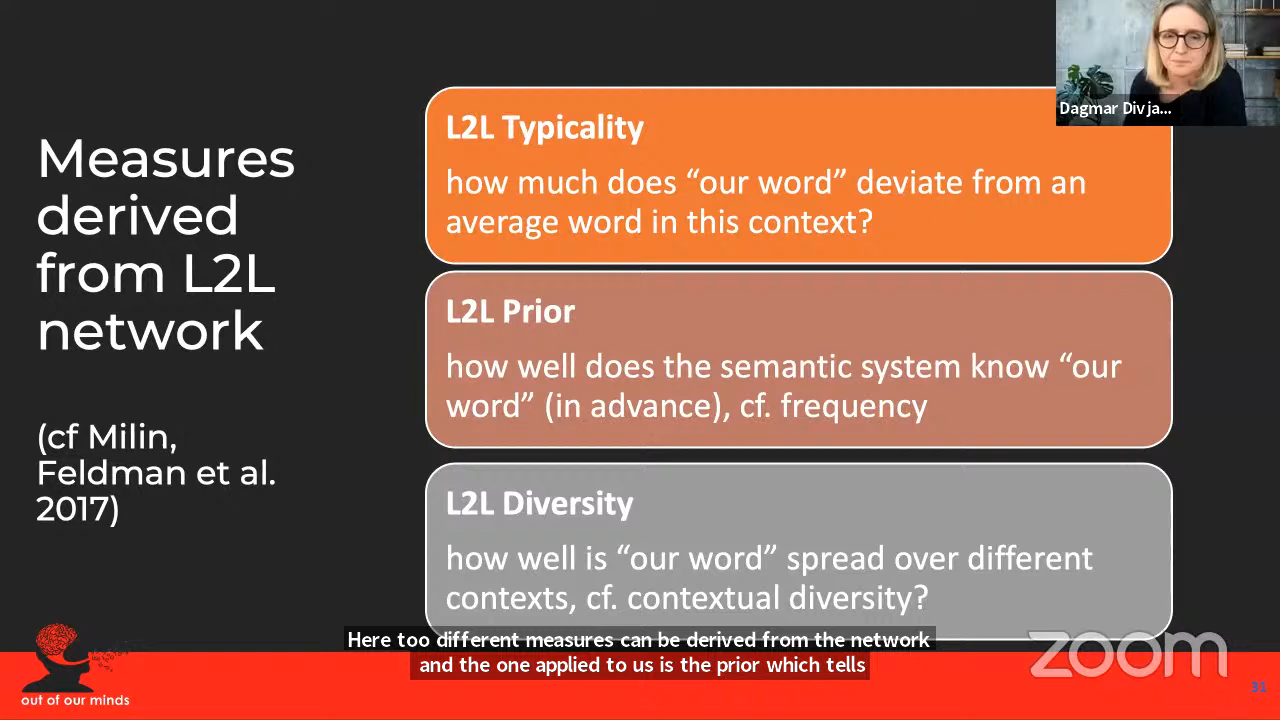 Measures
derived
from L2L
network
(cf Milin,
Feldman et al.
2017)
L2L Typicality
how much does “our word” deviate from an
average word in this context?
L2L Prior
how well does the semantic system know “our
word” (in advance), cf. frequency
L2L Diversity
how well is “our word” spread over different
contexts, cf. contextual diversity?
Dagmar Divja...
Here too different measures can be derived from the network
and the one applied to us is the prior which tells
out of our minds
zoom
31